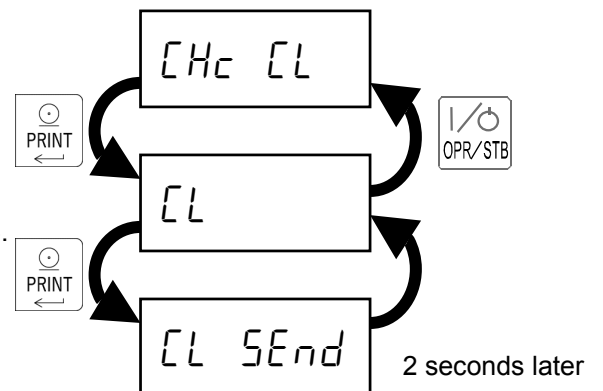 CHc CL
PRINT
I/
OPR/STB
CL
.
PRINT
CL SEnd
2 seconds later